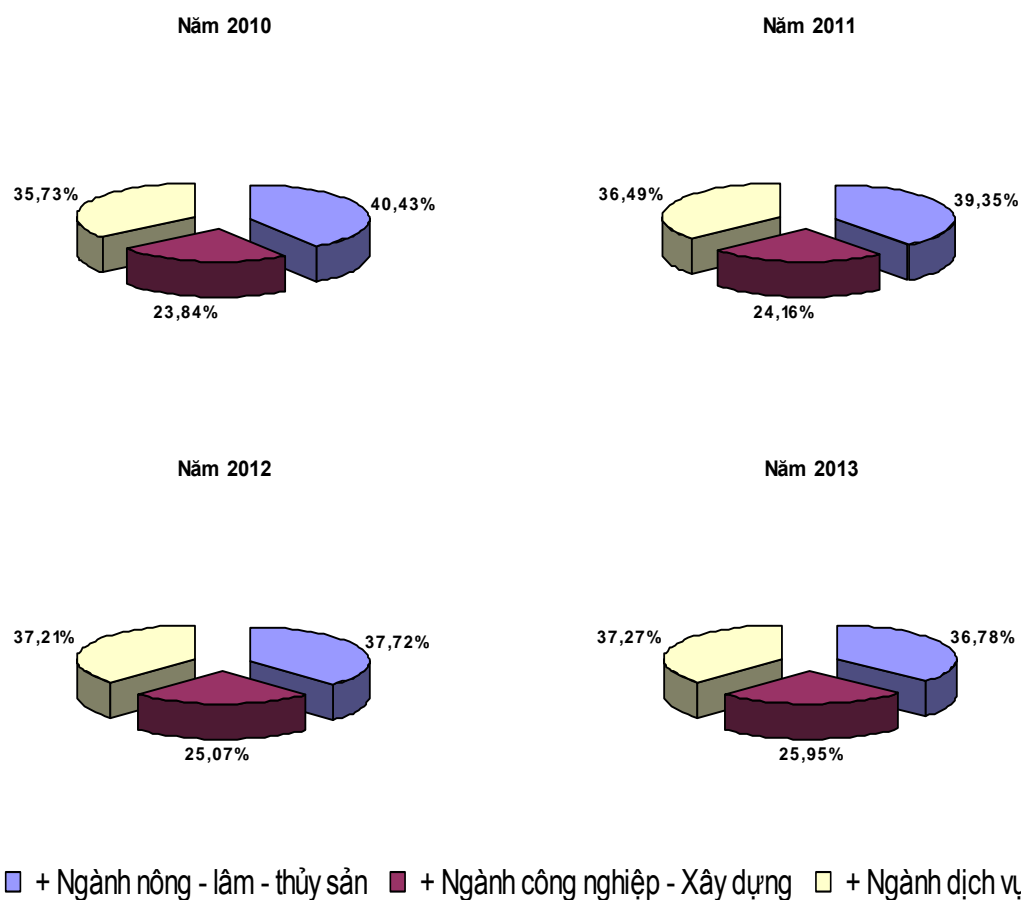 Năm 2010
Năm 2011
35,73%
40,43%
23,84%
36,49%
39,35%
24,16%
Năm 2012
Năm 2013
37,21%
37,72%
25,07%
37,27%
36,78%
25,95%
+ Ngành nông - lâm - thủy sản + Ngành công nghiệp - Xây dựng + Ngành dịch vụ